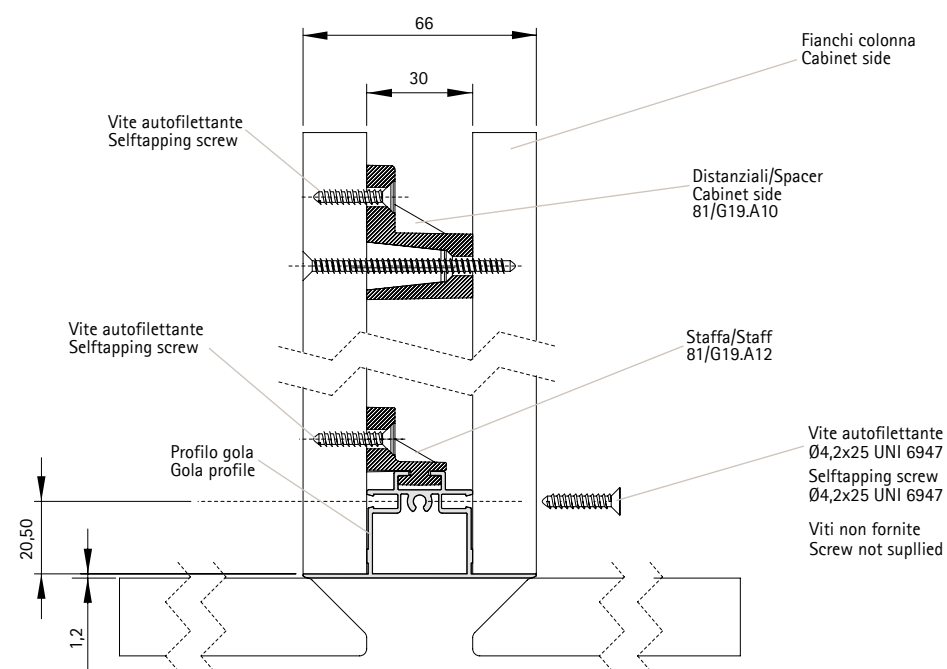 66
Fianchi colonna
Cabinet side
30
Vite autofilettante
Selftapping screw
Distanziali/Spacer
Cabinet side
81/G19.A10
Vite autofilettante
Selftapping screw
Staffa/Staff
81/G19.A12
Profilo gola
Gola profile
Vite autofilettante
Ø4,2x25 UNI 6947
Selftapping screw
Ø4,2x25 UNI 6947
Viti non fornite
Screw not supllied
20,50
1,2